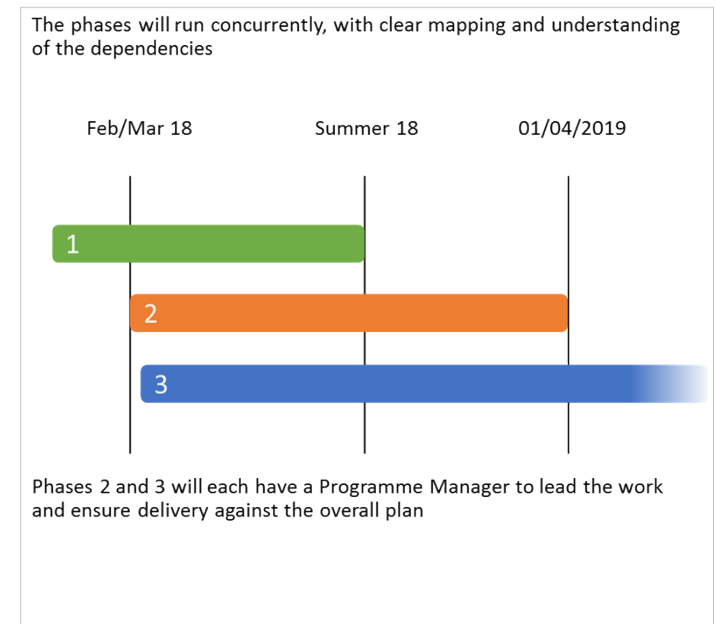 The phases will run concurrently, with clear mapping and understanding
of the dependencies
Feb/Mar 18 Summer 18 01/04/2019
1
2
3
Phases 2 and 3 will each have a Programme Manager to lead the work
and ensure delivery against the overall plan